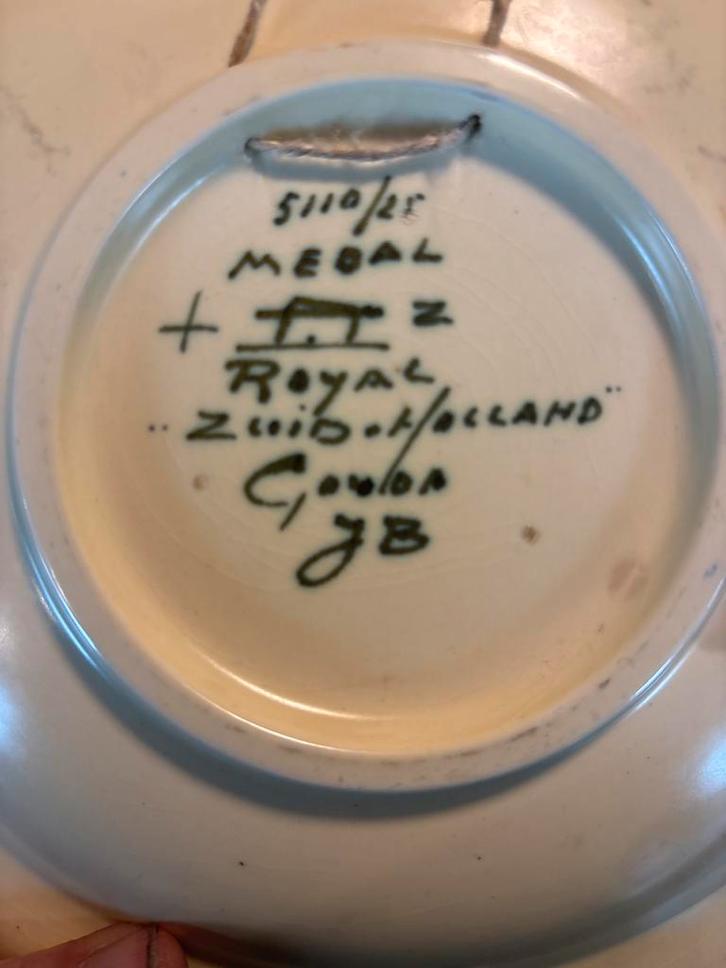 5110/25
MEDAL
+ Z
ROYAL
"ZUID-HOLLAND"
GOUDA
JB